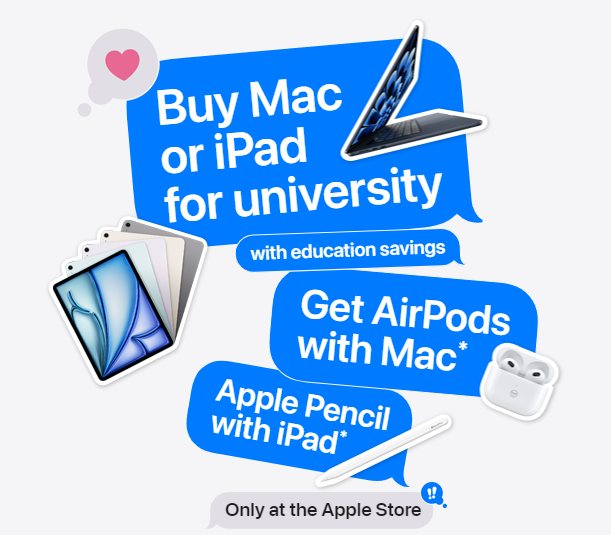 Buy Mac
or iPad
for university
with education savings
Get AirPods
with Mac*
Apple Pencil
with iPad*
!!
Only at the Apple Store